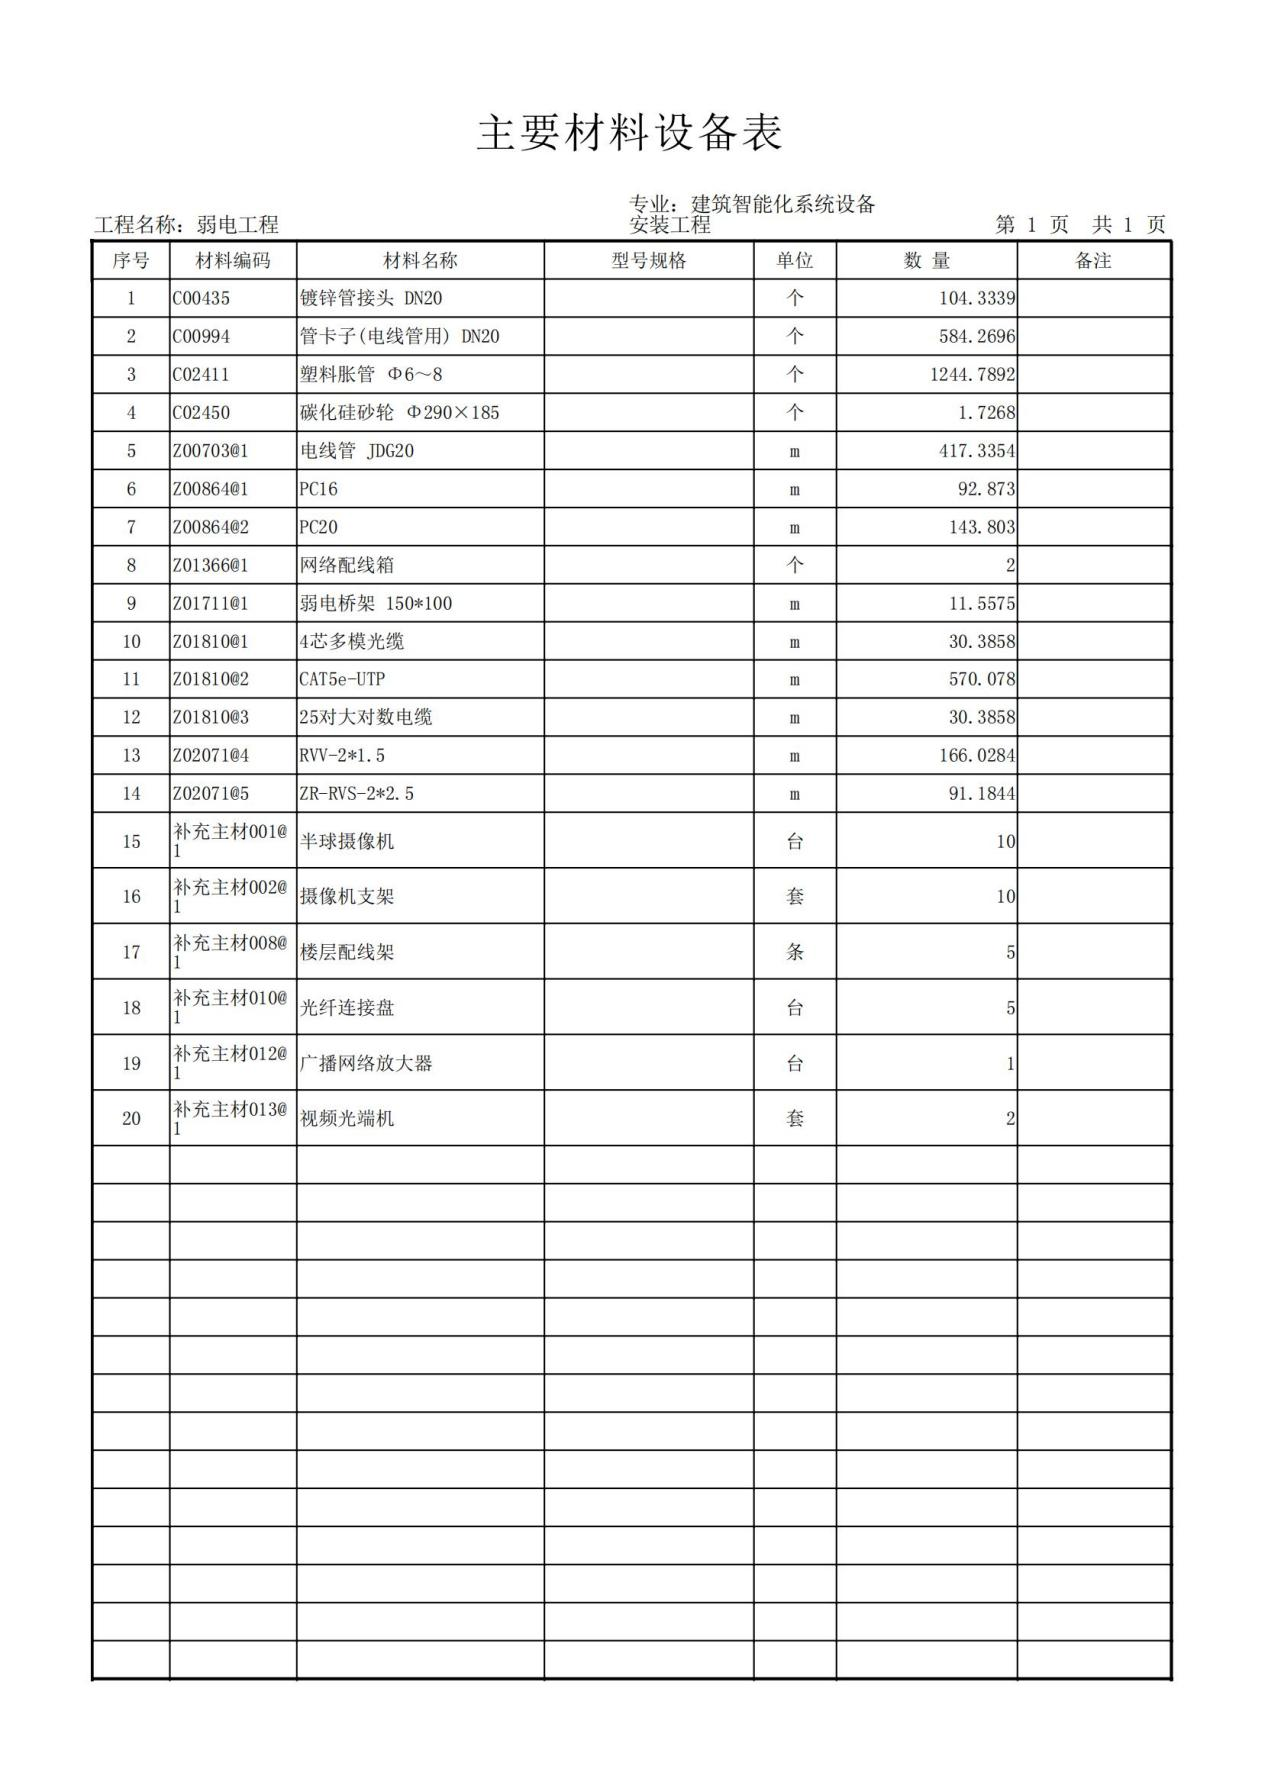 主要材料设备表
专业：建筑智能化系统设备
工程名称：弱电工程 安装工程 第 1 页 共 1 页
序号 材料编码 材料名称 型号规格 单位 数 量 备注
1 C00435 镀锌管接头 DN20 个 104.3339
2 C00994 管卡子(电线管用) DN20 个 584.2696
3 C02411 塑料胀管 Φ6～8 个 1244.7892
4 C02450 碳化硅砂轮 Φ290×185 个 1.7268
5 Z00703@1 电线管 JDG20 m 417.3354
6 Z00864@1 PC16 m 92.873
7 Z00864@2 PC20 m 143.803
8 Z01366@1 网络配线箱 个 2
9 Z01711@1 弱电桥架 150*100 m 11.5575
10 Z01810@1 4芯多模光缆 m 30.3858
11 Z01810@2 CAT5e-UTP m 570.078
12 Z01810@3 25对大对数电缆 m 30.3858
13 Z02071@4 RVV-2*1.5 m 166.0284
14 Z02071@5 ZR-RVS-2*2.5 m 91.1844
15 补充主材001@1 半球摄像机 台 10
16 补充主材002@1 摄像机支架 套 10
17 补充主材008@1 楼层配线架 条 5
18 补充主材010@1 光纤连接盘 台 5
19 补充主材012@1 广播网络放大器 台 1
20 补充主材013@1 视频光端机 套 2